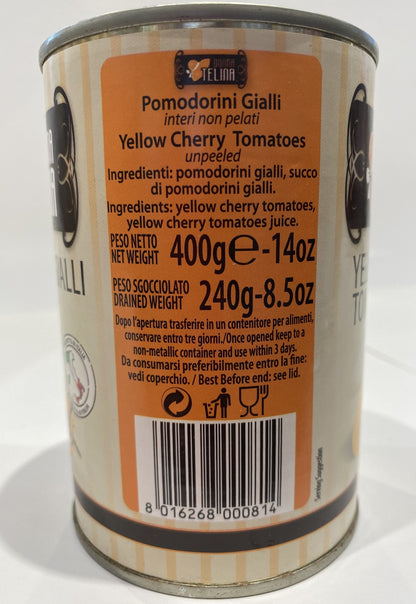 DONNA
TELINA
Pomodorini Gialli
interi non pelati
Yellow Cherry Tomatoes
unpeeled
Ingredienti: pomodorini gialli, succo
di pomodorini gialli.
Ingredients: yellow cherry tomatoes,
yellow cherry tomatoes juice.
PESO NETTO
NET WEIGHT 400g℮-14oz
PESO SGOCCIOLATO
DRAINED WEIGHT 240g-8.5oz
Dopo l'apertura trasferire in un contenitore per alimenti,
conservare entro tre giorni./Once opened keep to a
non-metallic container and use within 3 days.
Da consumarsi preferibilmente entro la fine:
vedi coperchio. / Best Before end: see lid.
8 016268 000814
Serving Suggestion
IALLI
YE
TO